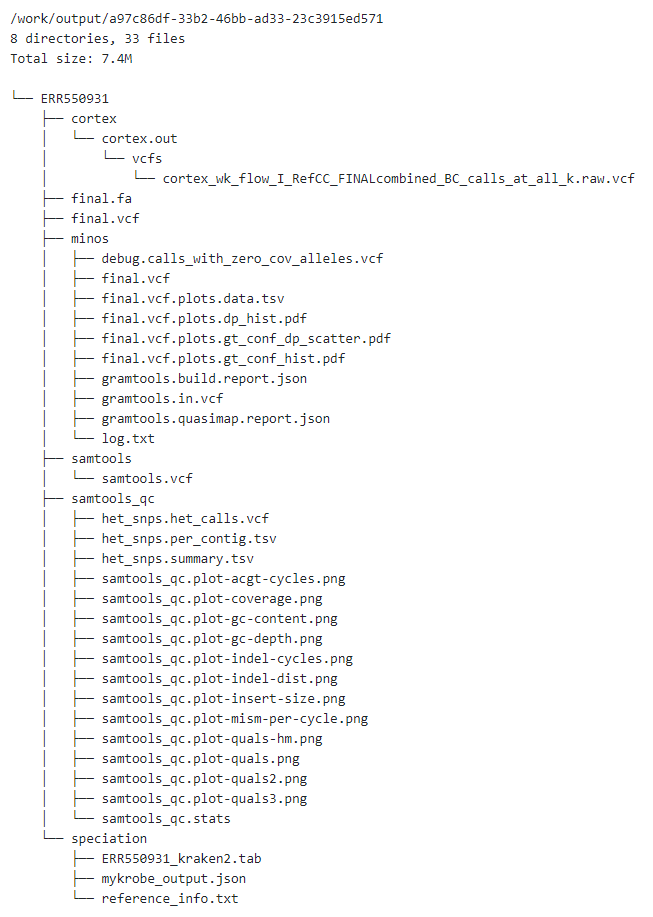 /work/output/a97c86df-33b2-46bb-ad33-23c3915ed571
8 directories, 33 files
Total size: 7.4M

└── ERR550931
    ├── cortex
    │   └── cortex.out
    │       └── vcfs
    │           └── cortex_wk_flow_I_RefCC_FINALcombined_BC_calls_at_all_k.raw.vcf
    ├── final.fa
    ├── final.vcf
    ├── minos
    │   ├── debug.calls_with_zero_cov_alleles.vcf
    │   ├── final.vcf
    │   ├── final.vcf.plots.data.tsv
    │   ├── final.vcf.plots.dp_hist.pdf
    │   ├── final.vcf.plots.gt_conf_dp_scatter.pdf
    │   ├── final.vcf.plots.gt_conf_hist.pdf
    │   ├── gramtools.build.report.json
    │   ├── gramtools.in.vcf
    │   ├── gramtools.quasimap.report.json
    │   └── log.txt
    ├── samtools
    │   └── samtools.vcf
    ├── samtools_qc
    │   ├── het_snps.het_calls.vcf
    │   ├── het_snps.per_contig.tsv
    │   ├── het_snps.summary.tsv
    │   ├── samtools_qc.plot-acgt-cycles.png
    │   ├── samtools_qc.plot-coverage.png
    │   ├── samtools_qc.plot-gc-content.png
    │   ├── samtools_qc.plot-gc-depth.png
    │   ├── samtools_qc.plot-indel-cycles.png
    │   ├── samtools_qc.plot-indel-dist.png
    │   ├── samtools_qc.plot-insert-size.png
    │   ├── samtools_qc.plot-mism-per-cycle.png
    │   ├── samtools_qc.plot-quals-hm.png
    │   ├── samtools_qc.plot-quals.png
    │   ├── samtools_qc.plot-quals2.png
    │   ├── samtools_qc.plot-quals3.png
    │   └── samtools_qc.stats
    └── speciation
        ├── ERR550931_kraken2.tab
        ├── mykrobe_output.json
        └── reference_info.txt